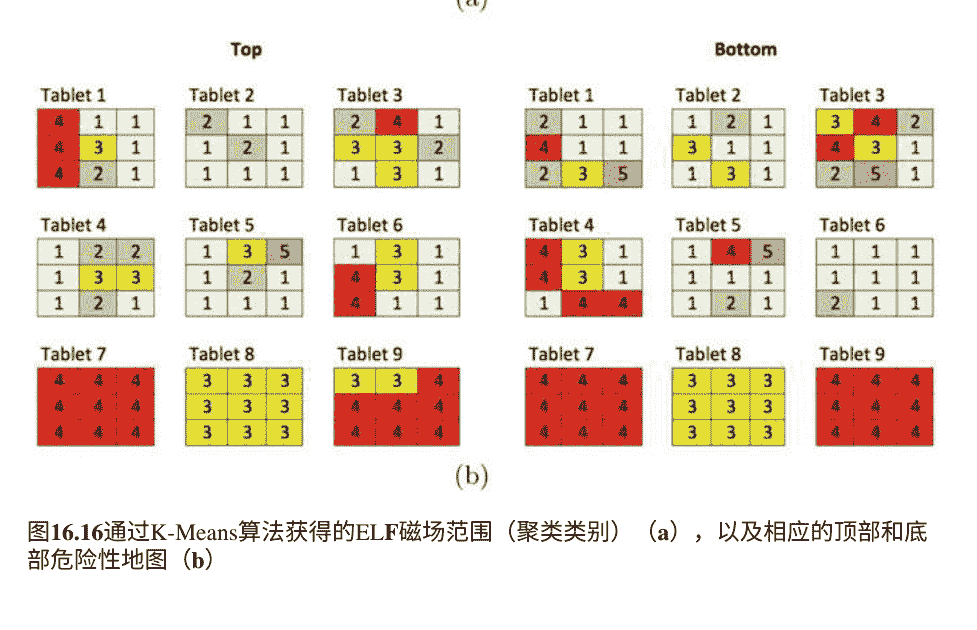 (a)
Top Bottom
Tablet 1 Tablet 2 Tablet 3 Tablet 1 Tablet 2 Tablet 3
4 1 1 2 1 1 2 4 1 2 1 1 1 2 1 3 4 2
4 3 1 1 2 1 3 3 2 4 1 1 3 1 1 4 3 1
4 2 1 1 1 1 1 3 1 2 3 5 1 3 1 2 5 1
Tablet 4 Tablet 5 Tablet 6 Tablet 4 Tablet 5 Tablet 6
1 2 2 1 3 5 1 3 1 4 3 1 1 4 5 1 1 1
1 3 3 1 2 1 4 3 1 4 3 1 1 1 1 1 1 1
1 2 1 1 1 1 4 1 1 1 4 4 1 2 1 2 1 1
Tablet 7 Tablet 8 Tablet 9 Tablet 7 Tablet 8 Tablet 9
4 4 4 3 3 3 3 3 4 4 4 4 3 3 3 4 4 4
4 4 4 3 3 3 4 4 4 4 4 4 3 3 3 4 4 4
4 4 4 3 3 3 4 4 4 4 4 4 3 3 3 4 4 4
(b)
图16.16通过K-Means算法获得的ELF磁场范围（聚类类别）（a），以及相应的顶部和底
部危险性地图（b）